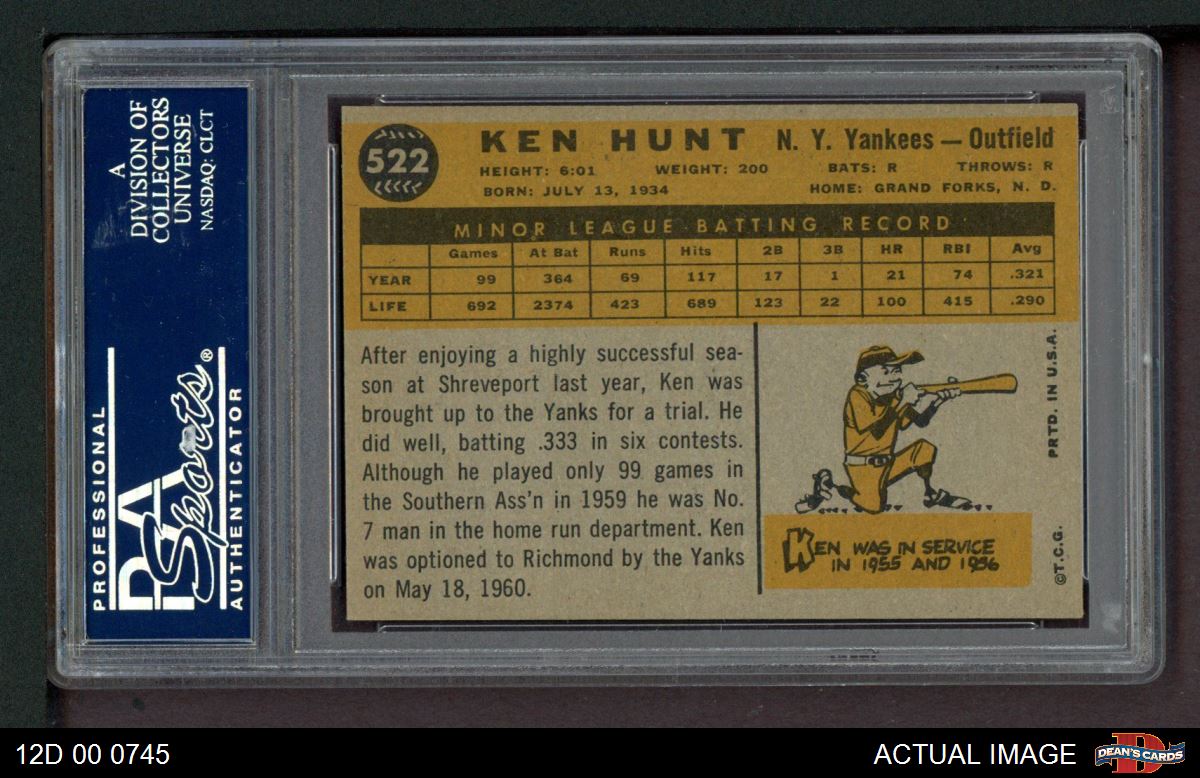 A
DIVISION OF
COLLECTORS
UNIVERSE
NASDAQ: CLCT
PROFESSIONAL
PSA
Sports®
AUTHENTICATOR
522
KEN HUNT N. Y. Yankees — Outfield
HEIGHT: 6:01 WEIGHT: 200 BATS: R THROWS: R
BORN: JULY 13, 1934 HOME: GRAND FORKS, N. D.
MINOR LEAGUE BATTING RECORD
Games At Bat Runs Hits 2B 3B HR RBI Avg
YEAR 99 364 69 117 17 1 21 74 .321
LIFE 692 2374 423 689 123 22 100 415 .290
After enjoying a highly successful sea-
son at Shreveport last year, Ken was
brought up to the Yanks for a trial. He
did well, batting .333 in six contests.
Although he played only 99 games in
the Southern Ass'n in 1959 he was No.
7 man in the home run department. Ken
was optioned to Richmond by the Yanks
on May 18, 1960.
KEN WAS IN SERVICE
IN 1955 AND 1956
PRTD. IN U.S.A.
©T.C.G.
12D 00 0745
ACTUAL IMAGE
DEAN'S CARDS